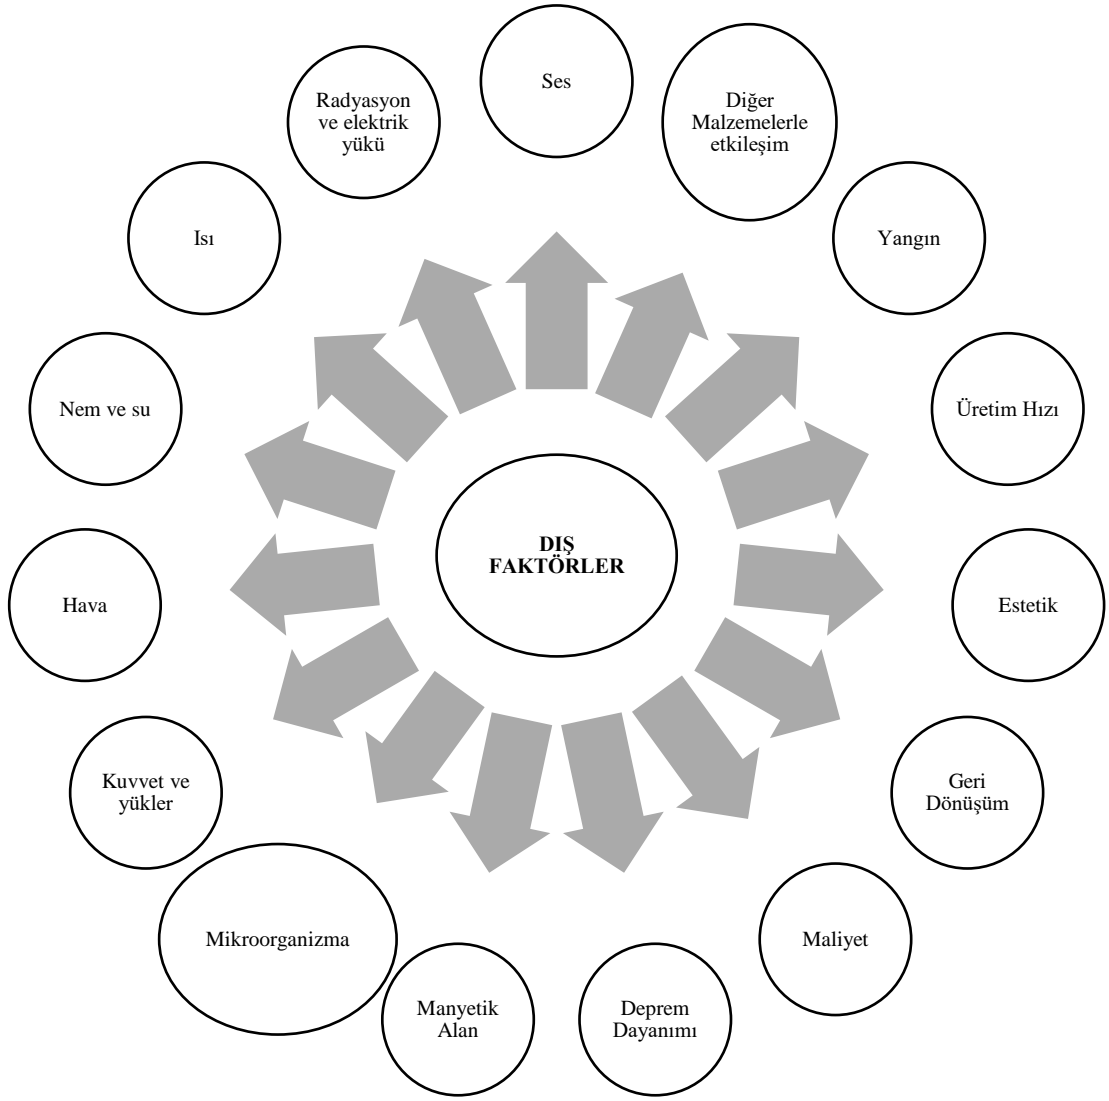 Ses
Diğer
Malzemelerle
etkileşim
Yangın
Üretim Hızı
Estetik
Geri
Dönüşüm
Maliyet
Deprem
Dayanımı
Manyetik
Alan
Mikroorganizma
Kuvvet ve
yükler
Hava
Nem ve su
Isı
Radyasyon
ve elektrik
yükü
DIŞ
FAKTÖRLER